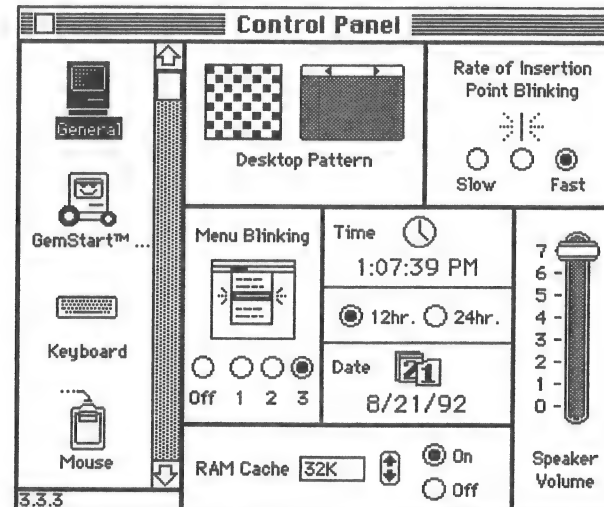 Control Panel
General
GemStart™ ...
Keyboard
Mouse
3.3.3
Desktop Pattern
Rate of Insertion
Point Blinking
Slow Fast
Menu Blinking
Off 1 2 3
Time
1:07:39 PM
12hr. 24hr.
Date
21
8/21/92
RAM Cache 32K
On
Off
7
6
5
4
3
2
1
0
Speaker
Volume